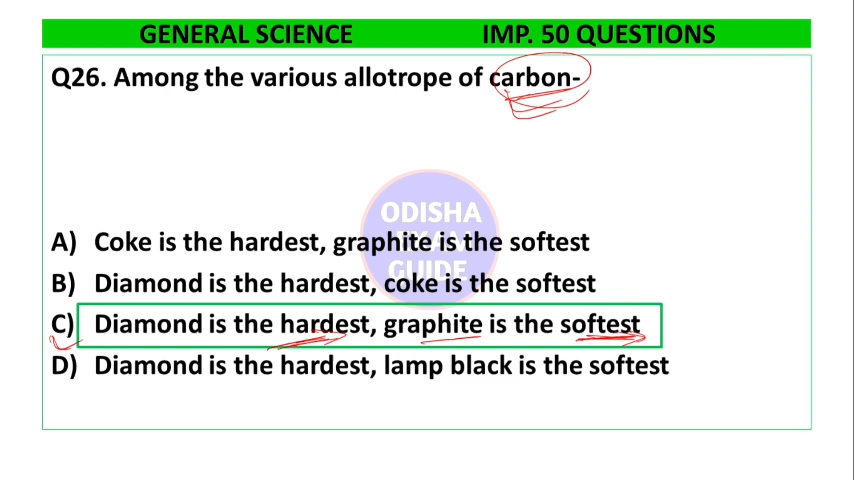 GENERAL SCIENCE IMP. 50 QUESTIONS
Q26. Among the various allotrope of carbon-
ODISHA
EXAM
GUIDE
A) Coke is the hardest, graphite is the softest
B) Diamond is the hardest, coke is the softest
C) Diamond is the hardest, graphite is the softest
D) Diamond is the hardest, lamp black is the softest